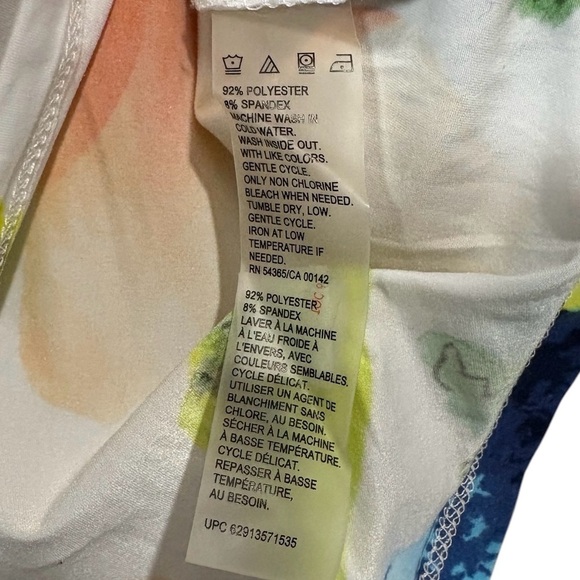 92% POLYESTER
8% SPANDEX
MACHINE WASH IN
COLD WATER.
WASH INSIDE OUT.
WITH LIKE COLORS.
GENTLE CYCLE.
ONLY NON CHLORINE
BLEACH WHEN NEEDED.
TUMBLE DRY, LOW.
GENTLE CYCLE.
IRON AT LOW
TEMPERATURE IF
NEEDED.
RN 54365/CA 00142
92% POLYESTER
8% SPANDEX
LAVER À LA MACHINE
À L'EAU FROIDE À
L'ENVERS, AVEC
COULEURS SEMBLABLES.
CYCLE DÉLICAT.
UTILISER UN AGENT DE
BLANCHIMENT SANS
CHLORE, AU BESOIN.
SÉCHER À LA MACHINE
À BASSE TEMPÉRATURE.
CYCLE DÉLICAT.
REPASSER À BASSE
TEMPÉRATURE,
AU BESOIN.
UPC 62913571535